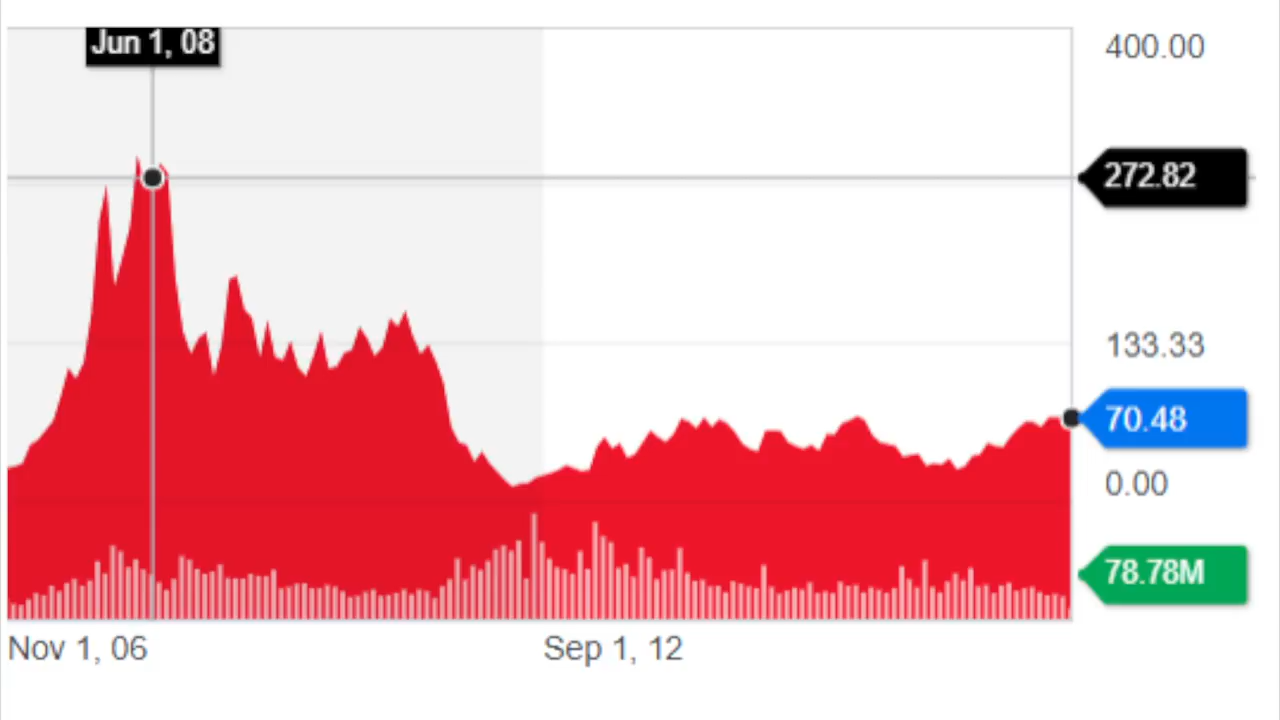 Jun 1, 08
400.00
272.82
133.33
70.48
0.00
78.78M
Nov 1, 06
Sep 1, 12